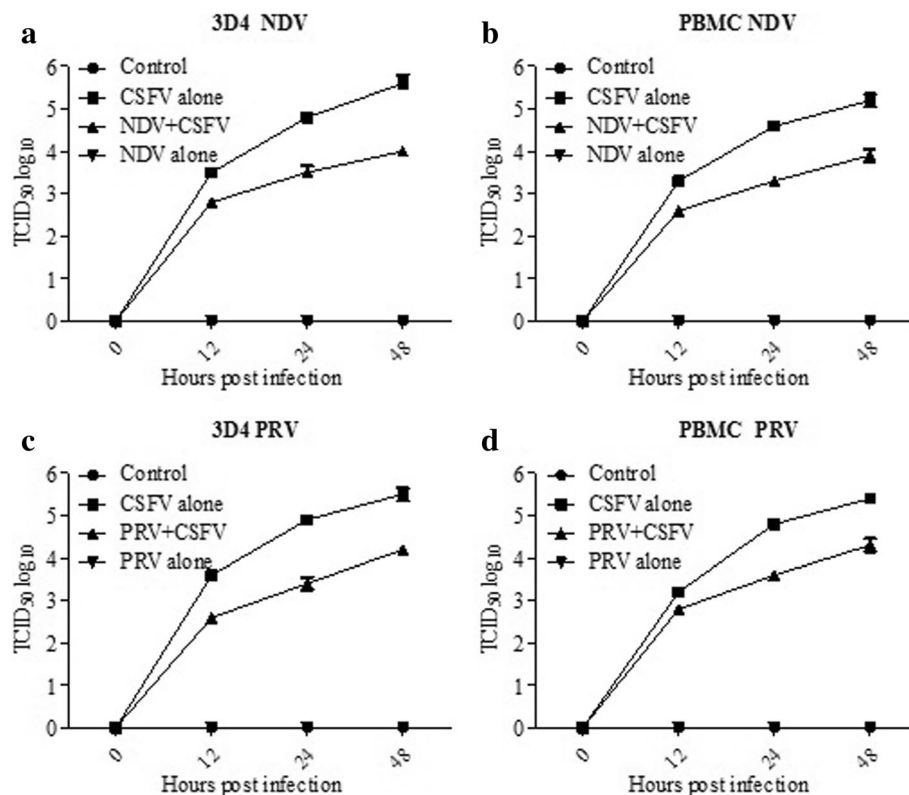 a
3D4 NDV
TCID50 log10
6
5
4
3
2
1
0
Control
CSFV alone
NDV+CSFV
NDV alone
0
12
24
48
Hours post infection
b
PBMC NDV
TCID50 log10
6
5
4
3
2
1
0
Control
CSFV alone
NDV+CSFV
NDV alone
0
12
24
48
Hours post infection
c
3D4 PRV
TCID50 log10
6
5
4
3
2
1
0
Control
CSFV alone
PRV+CSFV
PRV alone
0
12
24
48
Hours post infection
d
PBMC PRV
TCID50 log10
6
5
4
3
2
1
0
Control
CSFV alone
PRV+CSFV
PRV alone
0
12
24
48
Hours post infection